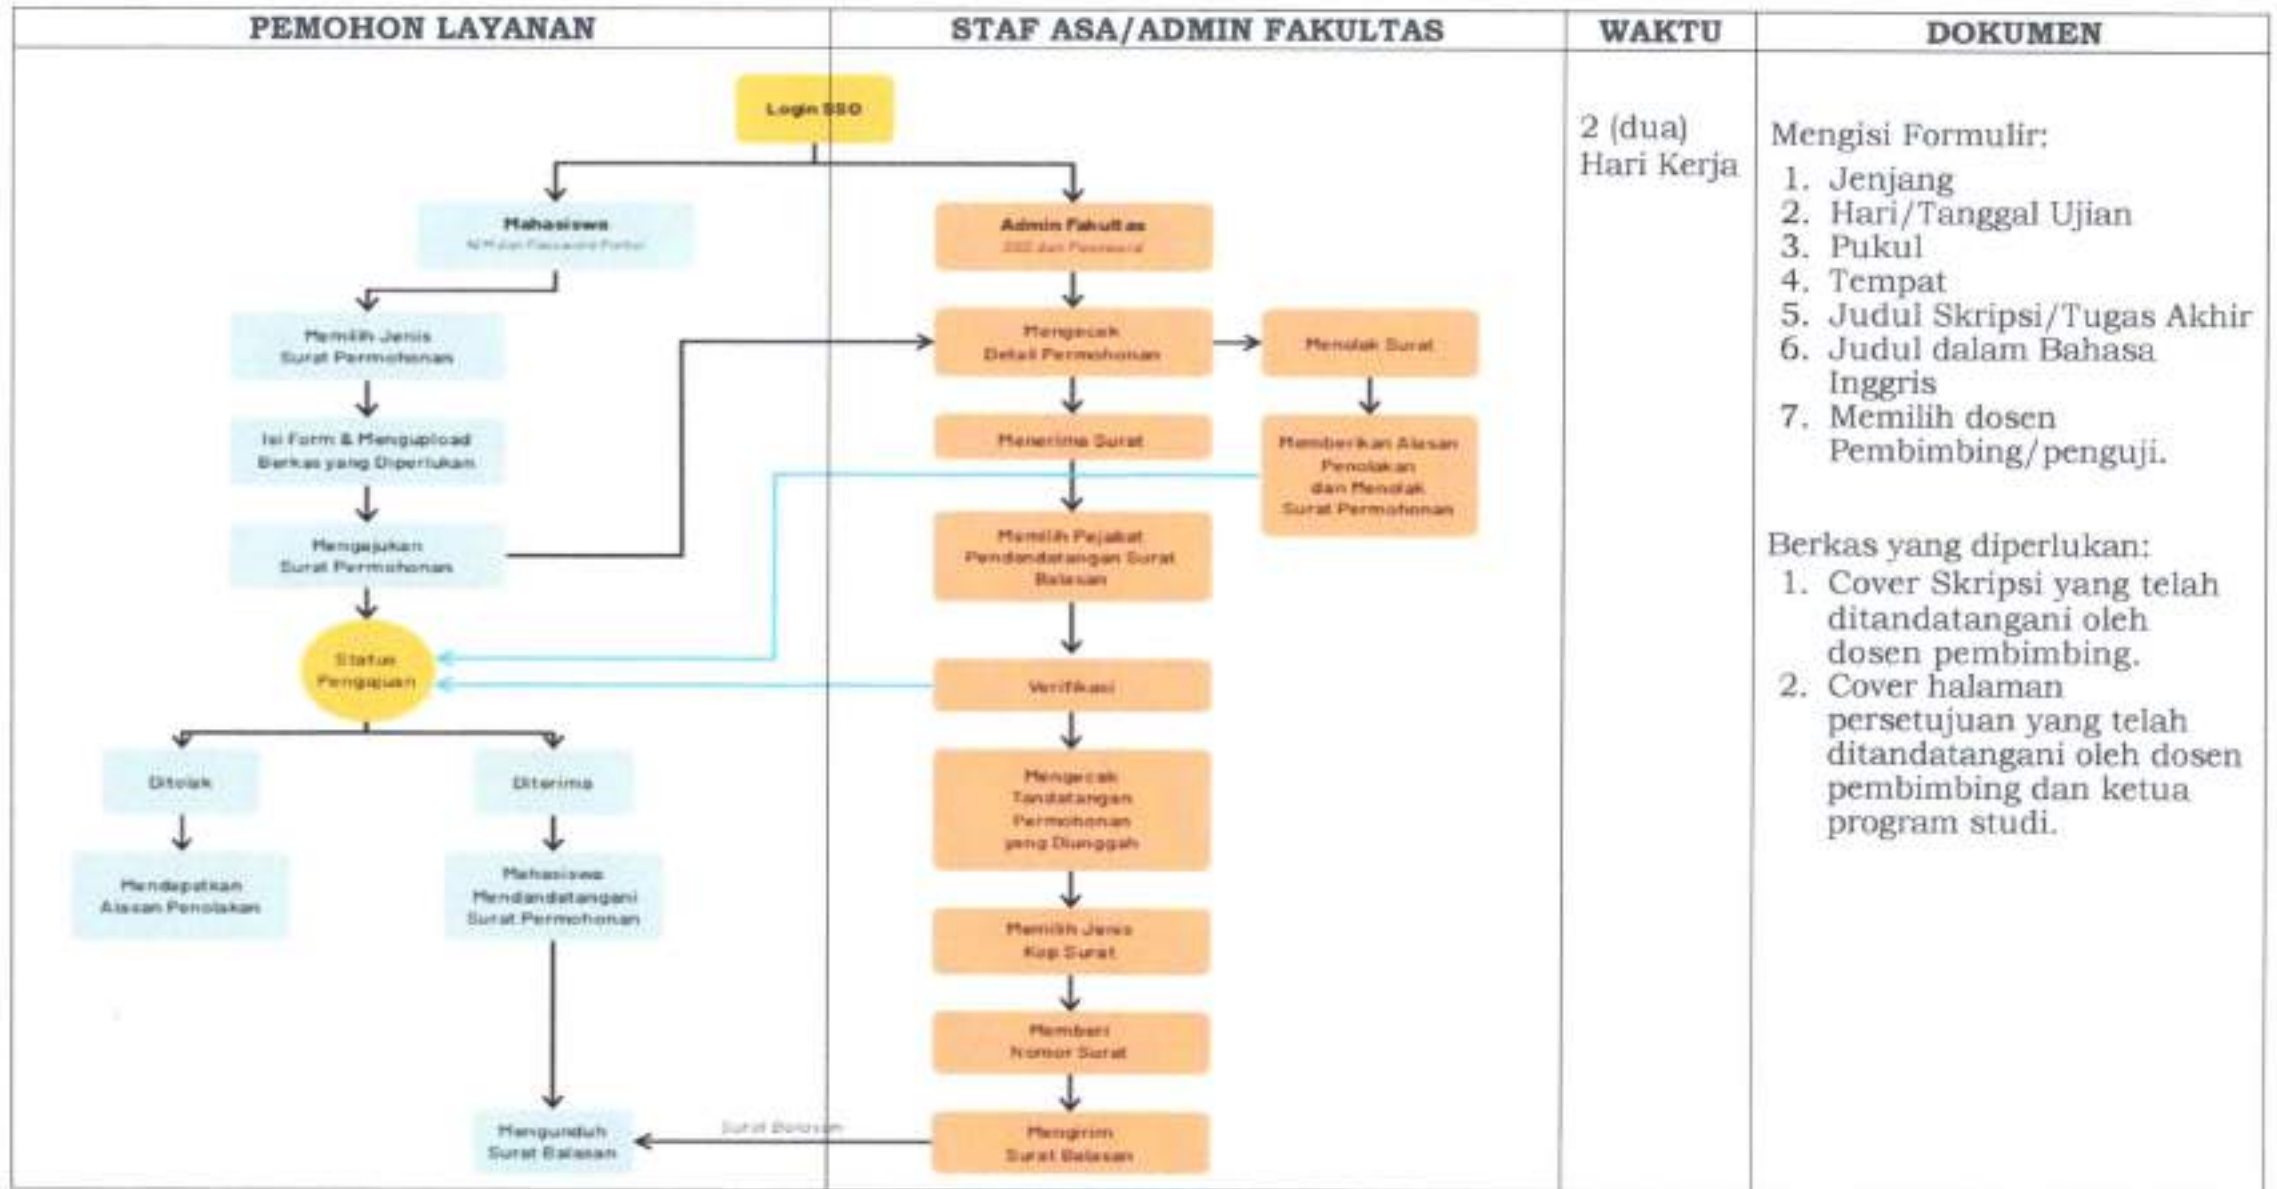 PEMOHON LAYANAN
STAF ASA/ADMIN FAKULTAS
WAKTU
DOKUMEN
Login SSO
Mahasiswa
NIM dan Password Portal
Memilih Jenis
Surat Permohonan
Isi Form & Mengupload
Berkas yang Diperlukan
Mengajukan
Surat Permohonan
Status
Pengajuan
Ditolak
Diterima
Mendapatkan
Alasan Penolakan
Mahasiswa
Mendandatangani
Surat Permohonan
Mengunduh
Surat Balasan
Surat Balasan
Admin Fakultas
SSO dan Password
Mengecek
Detail Permohonan
Menolak Surat
Menerima Surat
Memberikan Alasan
Penolakan
dan Menolak
Surat Permohonan
Memilih Pejabat
Pendandatangan Surat
Balasan
Verifikasi
Mengecek
Tandatangan
Permohonan
yang Diunggah
Memilih Jenis
Kop Surat
Memberi
Nomor Surat
Mengirim
Surat Balasan
2 (dua)
Hari Kerja
Mengisi Formulir:
1. Jenjang
2. Hari/Tanggal Ujian
3. Pukul
4. Tempat
5. Judul Skripsi/Tugas Akhir
6. Judul dalam Bahasa
Inggris
7. Memilih dosen
Pembimbing/penguji.
Berkas yang diperlukan:
1. Cover Skripsi yang telah
ditandatangani oleh
dosen pembimbing.
2. Cover halaman
persetujuan yang telah
ditandatangani oleh dosen
pembimbing dan ketua
program studi.